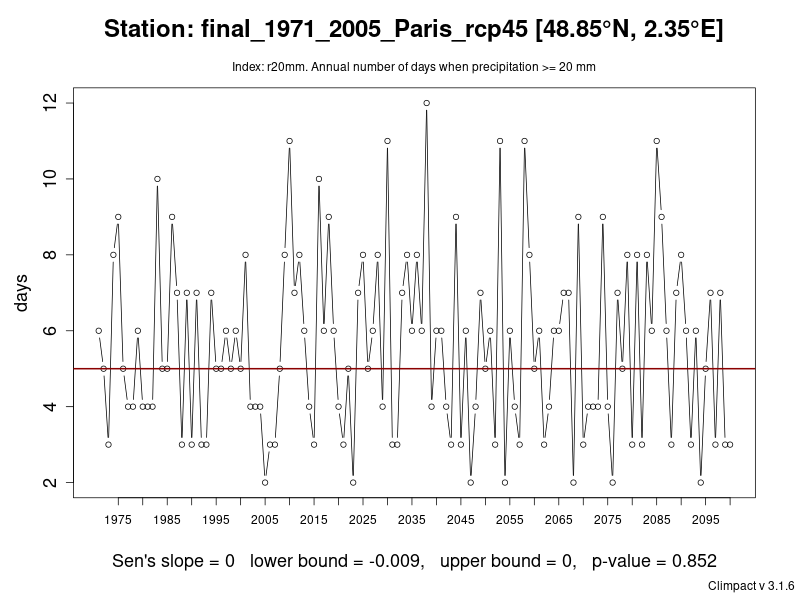 Station: final_1971_2005_Paris_rcp45 [48.85°N, 2.35°E]
Index: r20mm. Annual number of days when precipitation >= 20 mm
12
10
8
6
4
2
days
1975 1985 1995 2005 2015 2025 2035 2045 2055 2065 2075 2085 2095
Sen's slope = 0 lower bound = -0.009, upper bound = 0, p-value = 0.852
Climpact v 3.1.6